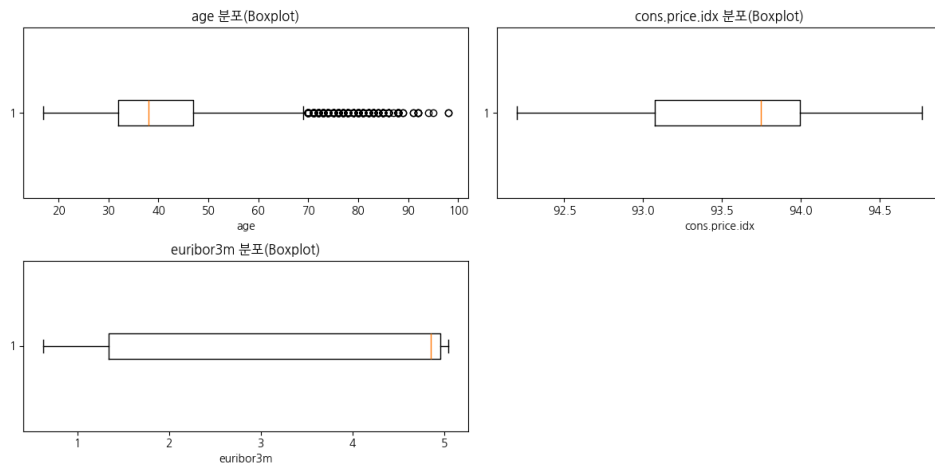 age 분포(Boxplot)
1
20 30 40 50 60 70 80 90 100
age
cons.price.idx 분포(Boxplot)
1
92.5 93.0 93.5 94.0 94.5
cons.price.idx
euribor3m 분포(Boxplot)
1
1 2 3 4 5
euribor3m